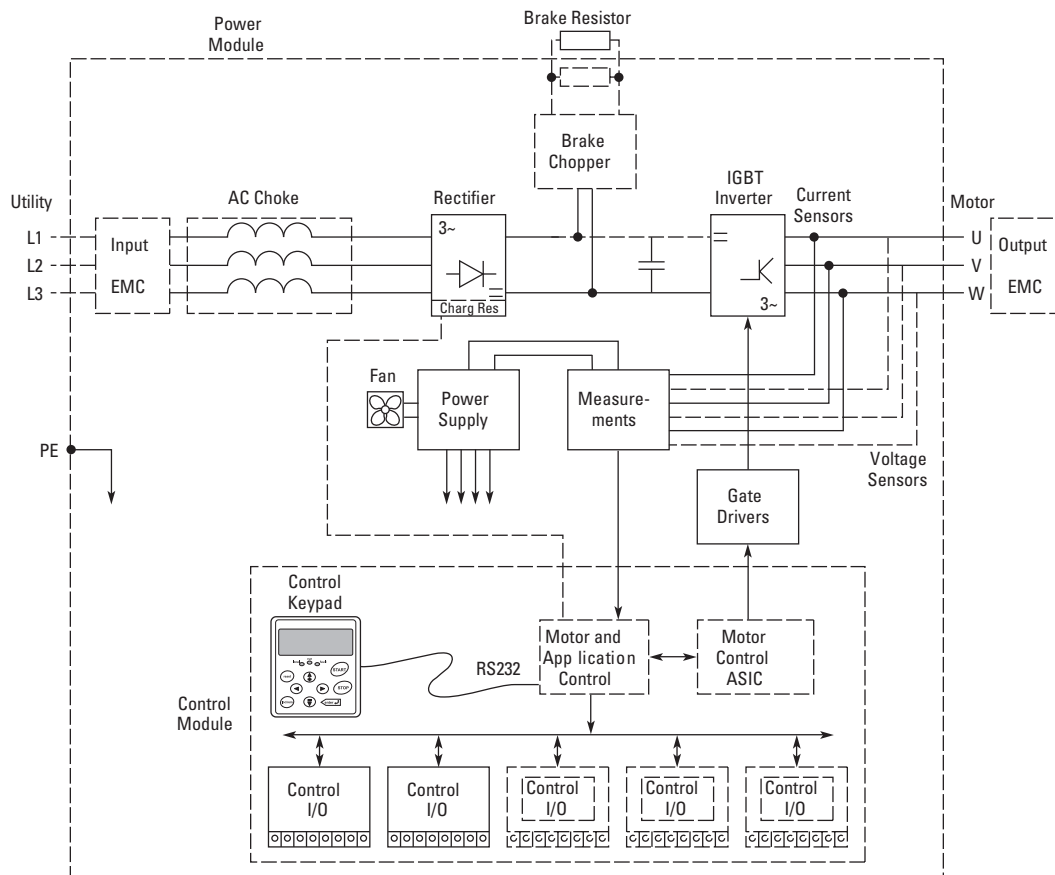 Brake Resistor
Power
Module
Brake
Chopper
Utility
AC Choke
Rectifier
IGBT
Inverter
Current
Sensors
Motor
L1
L2
L3
Input
EMC
3~
Charg Res
3~
U
V
W
Output
EMC
Fan
Power
Supply
Measure-
ments
PE
Voltage
Sensors
Gate
Drivers
Control
Keypad
START
STOP
RS232
Motor and
App lication
Control
Motor
Control
ASIC
Control
Module
Control
I/O
Control
I/O
Control
I/O
Control
I/O
Control
I/O